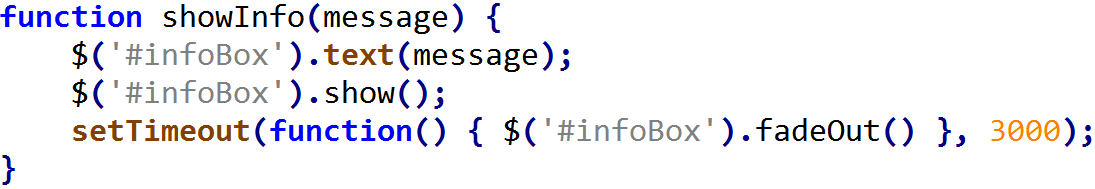 function showInfo(message) {
    $('#infoBox').text(message);
    $('#infoBox').show();
    setTimeout(function() { $('#infoBox').fadeOut() }, 3000);
}